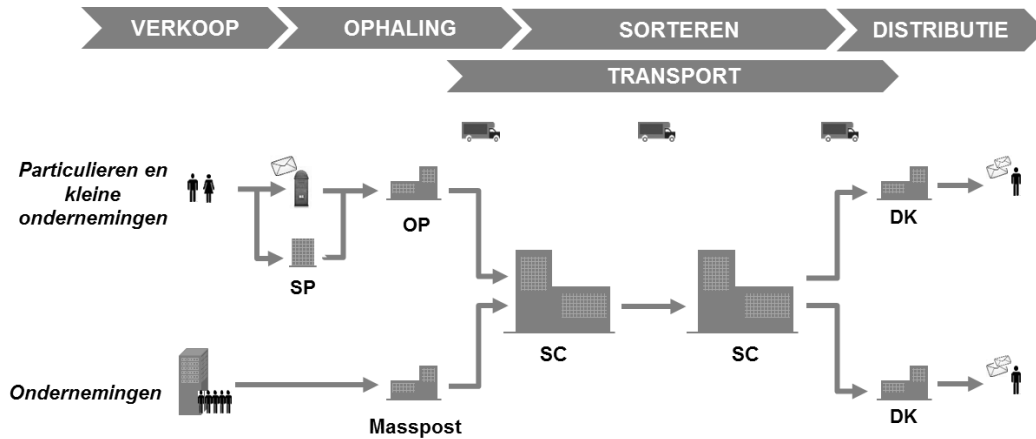 VERKOOP
OPHALING
SORTEREN
DISTRIBUTIE
TRANSPORT
Particulieren en
kleine
ondernemingen
OP
DK
SP
SC
SC
Ondernemingen
Masspost
DK